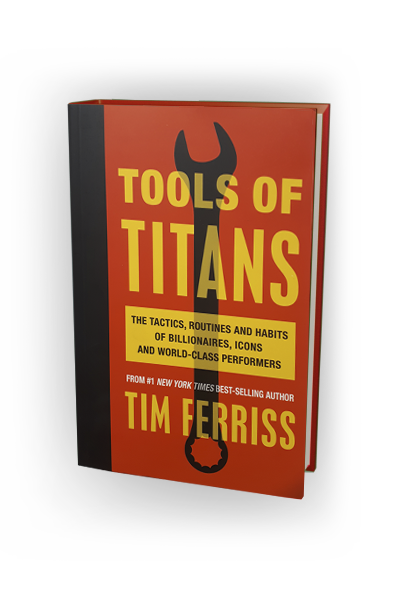 TOOLS OF
TITANS
THE TACTICS, ROUTINES AND HABITS
OF BILLIONAIRES, ICONS
AND WORLD-CLASS PERFORMERS
FROM #1 NEW YORK TIMES BEST-SELLING AUTHOR
TIM FERRISS